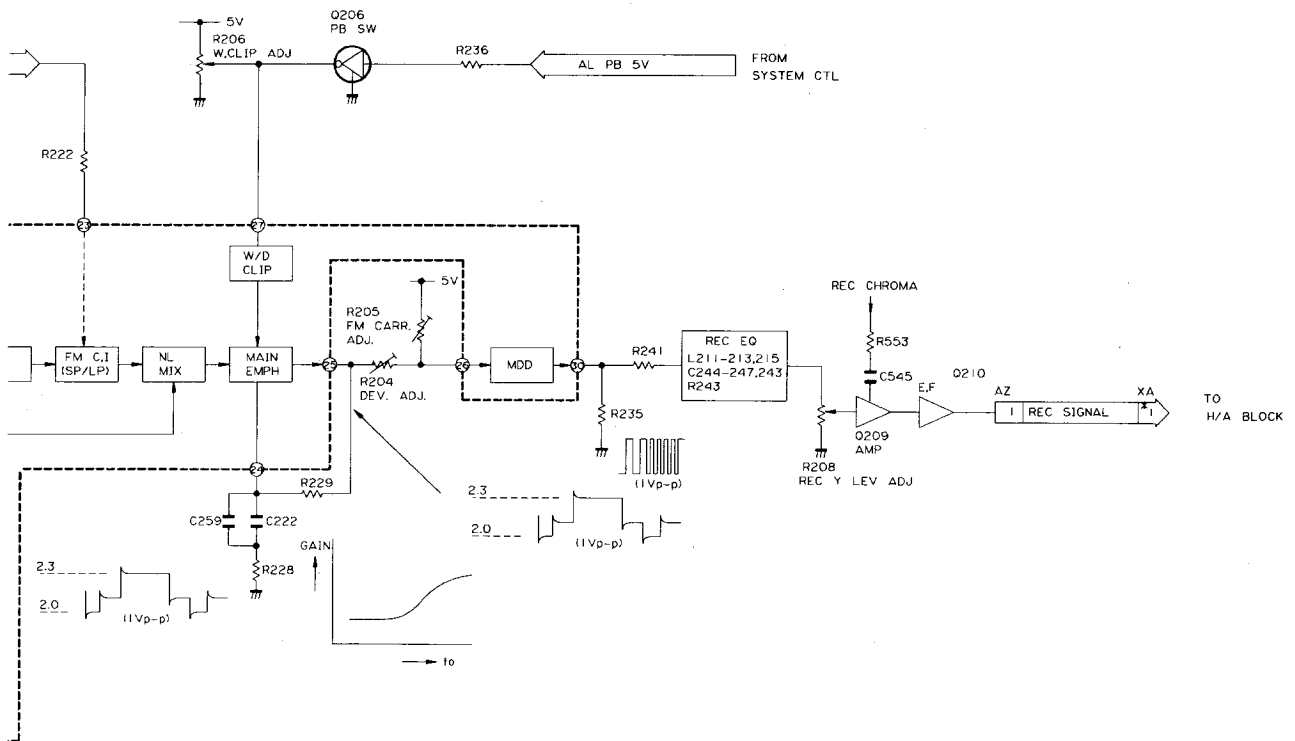 5V
R206
W.CLIP ADJ
Q206
PB SW
R236
AL PB 5V
FROM
SYSTEM CTL
R222
23
27
W/D
CLIP
5V
R205
FM CARR.
ADJ.
REC CHROMA
R553
C545
FM C,I
(SP/LP)
NL
MIX
MAIN
EMPH
25
R204
DEV. ADJ.
26
MDD
30
R241
REC EQ
L211-213,215
C244-247,243
R243
E,F
Q210
AZ
XA
1 REC SIGNAL 1
TO
H/A BLOCK
R235
Q209
AMP
R208
REC Y LEV ADJ
(1Vp-p)
24
R229
C259
C222
R228
2.3
2.0
(1Vp-p)
GAIN
fo
2.3
2.0
(1Vp-p)